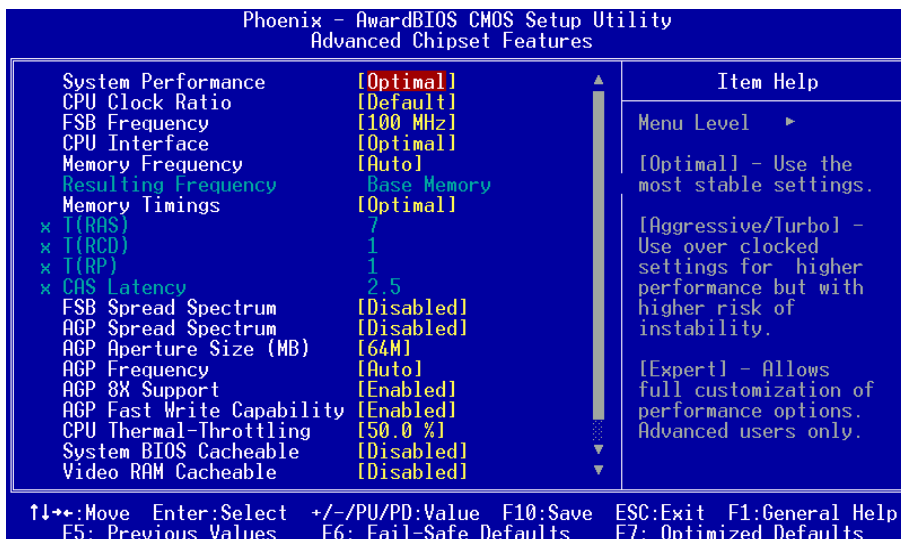 Phoenix - AwardBIOS CMOS Setup Utility
Advanced Chipset Features
System Performance [Optimal]
CPU Clock Ratio [Default]
FSB Frequency [100 MHz]
CPU Interface [Optimal]
Memory Frequency [Auto]
Resulting Frequency Base Memory
Memory Timings [Optimal]
x T(RAS) 7
x T(RCD) 1
x T(RP) 1
x CAS Latency 2.5
FSB Spread Spectrum [Disabled]
AGP Spread Spectrum [Disabled]
AGP Aperture Size (MB) [64M]
AGP Frequency [Auto]
AGP 8X Support [Enabled]
AGP Fast Write Capability [Enabled]
CPU Thermal-Throttling [50.0 %]
System BIOS Cacheable [Disabled]
Video RAM Cacheable [Disabled]
Item Help
Menu Level ►
[Optimal] - Use the
most stable settings.
[Aggressive/Turbo] -
Use over clocked
settings for higher
performance but with
higher risk of
instability.
[Expert] - Allows
full customization of
performance options.
Advanced users only.
↑↓→←:Move Enter:Select +/-/PU/PD:Value F10:Save ESC:Exit F1:General Help
F5: Previous Values F6: Fail-Safe Defaults F7: Optimized Defaults